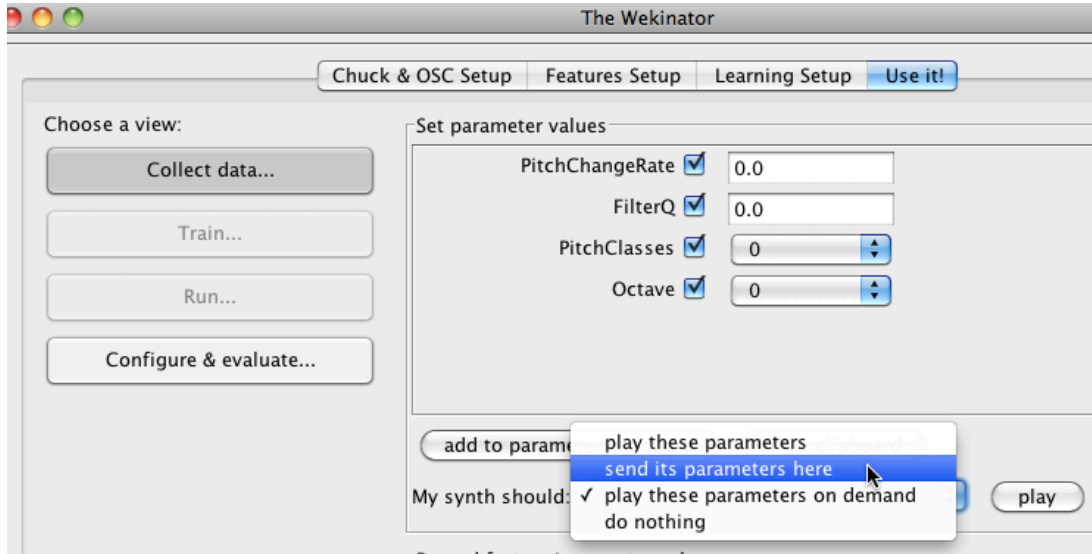 The Wekinator
Chuck & OSC Setup Features Setup Learning Setup Use it!
Choose a view:
Collect data...
Train...
Run...
Configure & evaluate...
Set parameter values
PitchChangeRate 0.0
FilterQ 0.0
PitchClasses 0
Octave 0
add to
play these parameters
send its parameters here
My synth should: ✓ play these parameters on demand play
do nothing